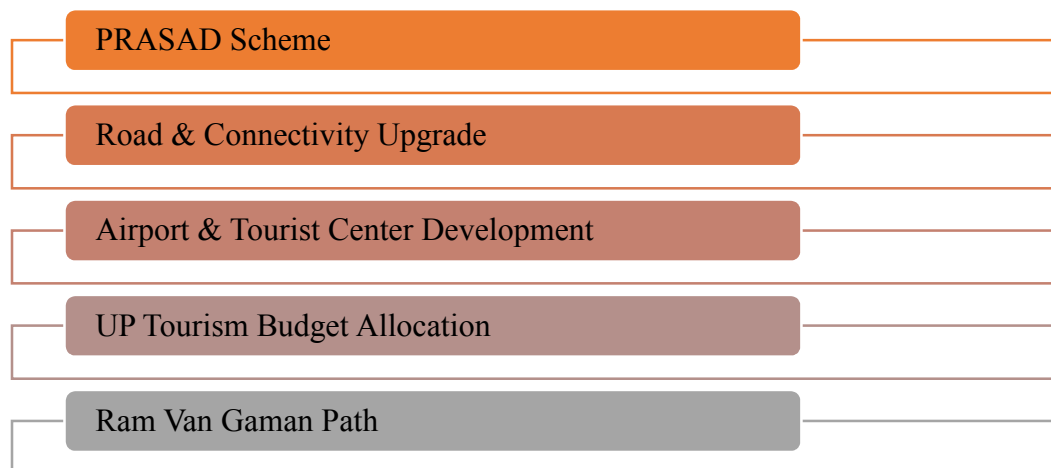 PRASAD Scheme
Road & Connectivity Upgrade
Airport & Tourist Center Development
UP Tourism Budget Allocation
Ram Van Gaman Path